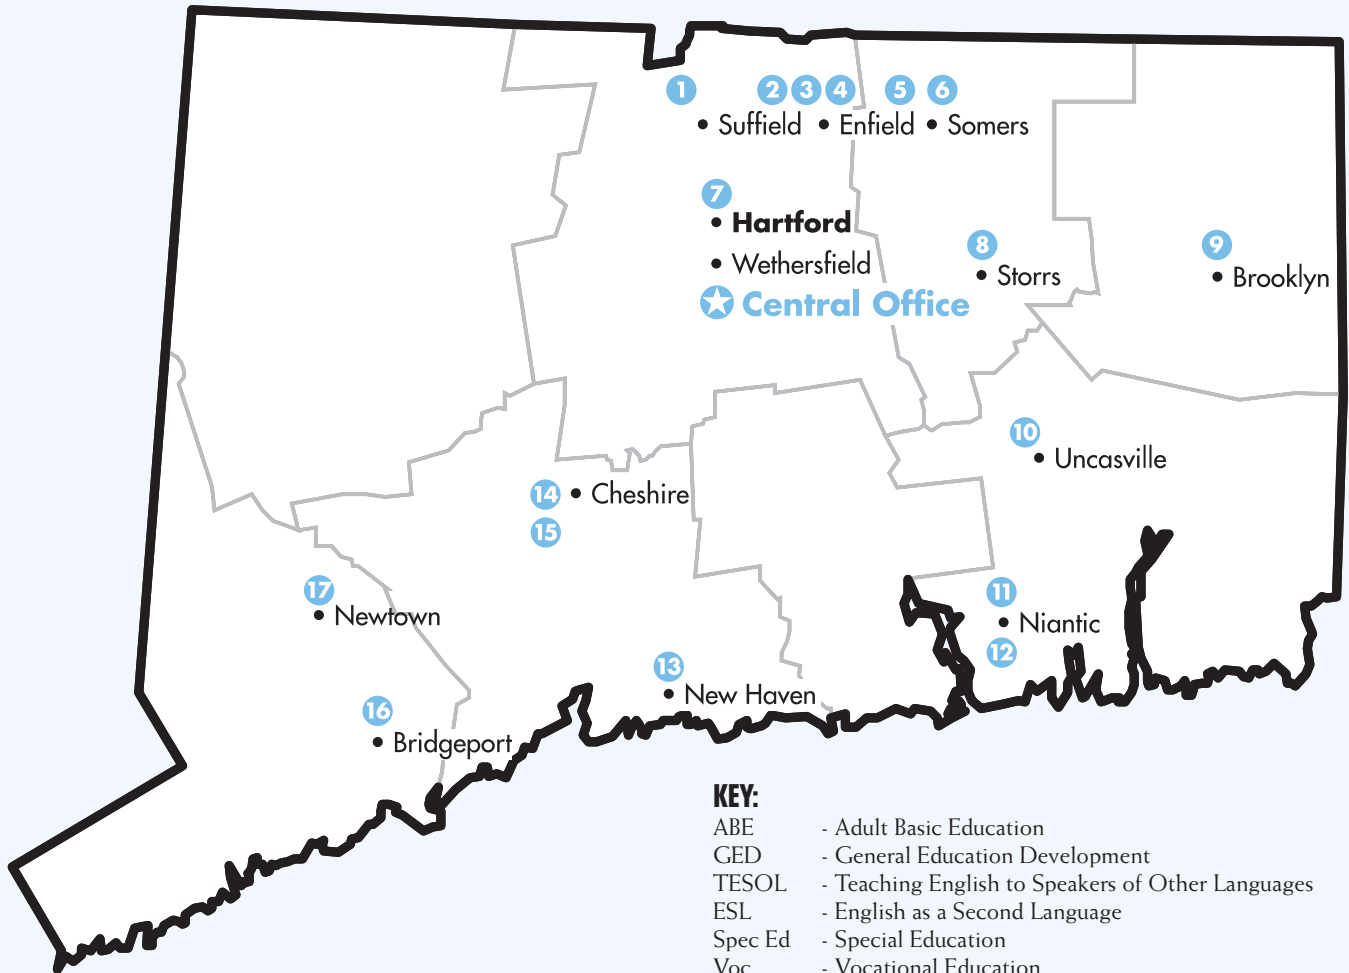 1 2 3 4 5 6
Suffield Enfield Somers
7
Hartford
8 9
Wethersfield
Storrs Brooklyn
Central Office
10
Uncasville
14 Cheshire
15
17 11
Newtown Niantic
12
13
New Haven
16
Bridgeport
KEY:
ABE - Adult Basic Education
GED - General Education Development
TESOL - Teaching English to Speakers of Other Languages
ESL - English as a Second Language
Spec Ed - Special Education
Voc - Vocational Education